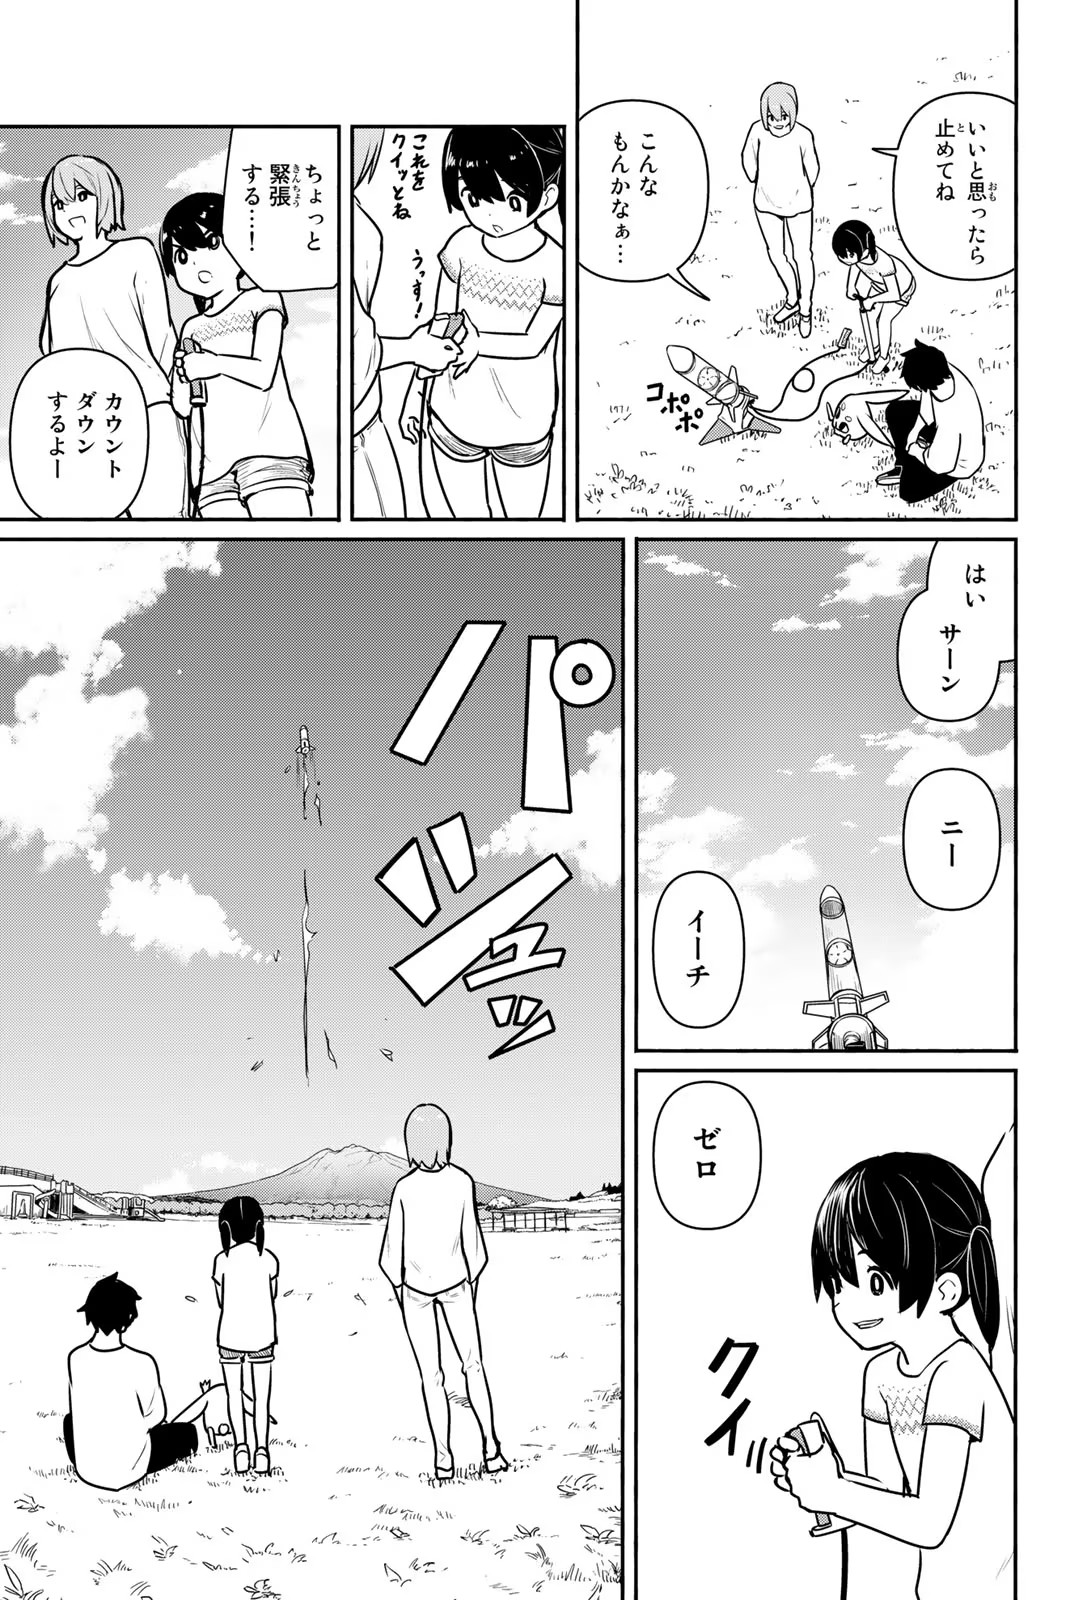 いいと思ったら
止めてね
こんな
もんかなぁ…
コポポポ
これを
クイッとね
うっす!
ちょっと
緊張
する…!
カウント
ダウン
するよー
はい
サーン
ニー
イーチ
ゼロ
クイ
パシュッ